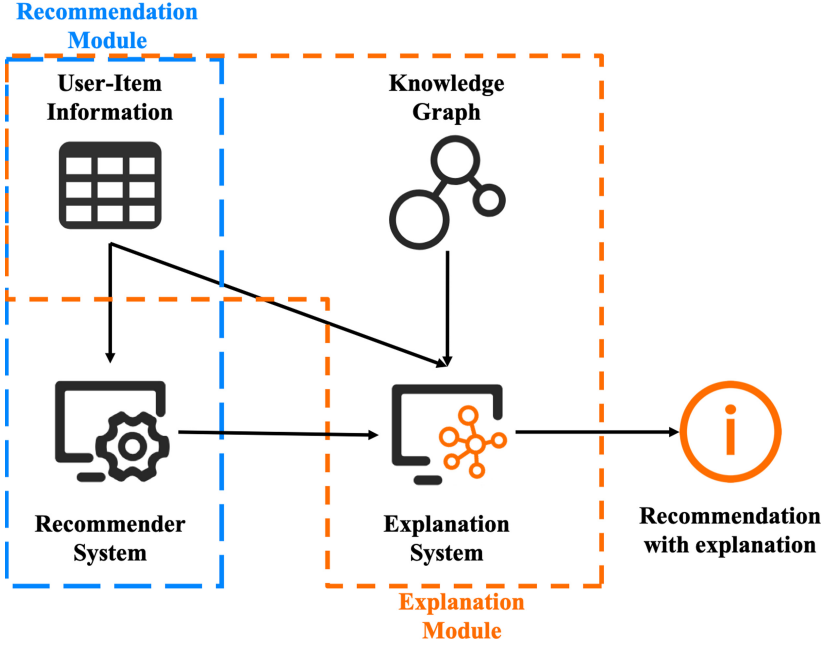 Recommendation
Module
User-Item
Information
Knowledge
Graph
Recommender
System
Explanation
System
i
Recommendation
with explanation
Explanation
Module